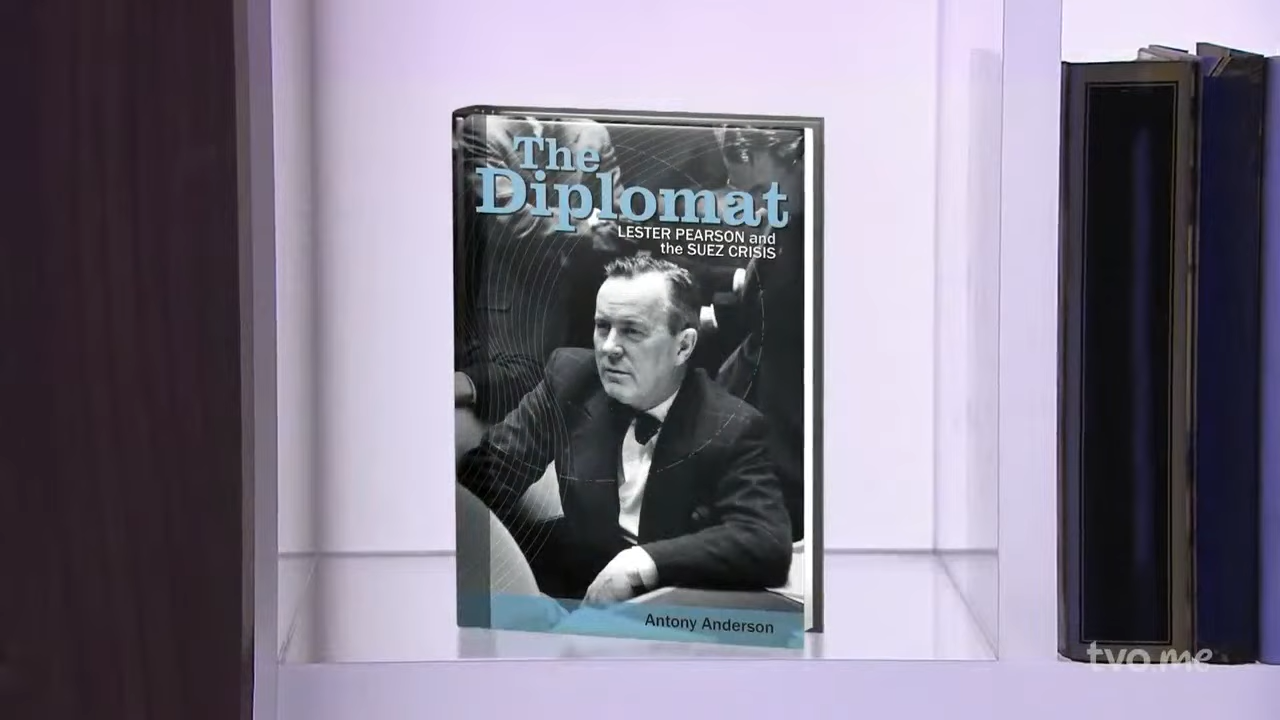 The
Diplomat
LESTER PEARSON and
the SUEZ CRISIS
Antony Anderson
tvo.me